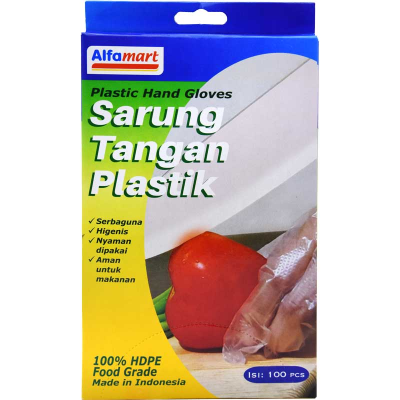 Alfamart
Plastic Hand Gloves
Sarung
Tangan
Plastik
✓ Serbaguna
✓ Higenis
✓ Nyaman
dipakai
✓ Aman
untuk
makanan
100% HDPE
Food Grade
Made in Indonesia
Isi: 100 PCS